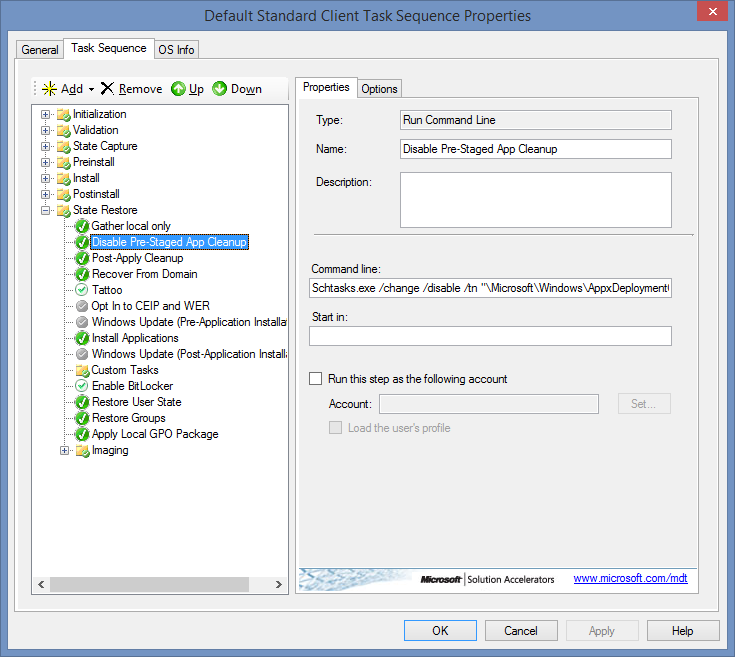 Default Standard Client Task Sequence Properties
General Task Sequence OS Info
Add Remove Up Down
Initialization
Validation
State Capture
Preinstall
Install
Postinstall
State Restore
Gather local only
Disable Pre-Staged App Cleanup
Post-Apply Cleanup
Recover From Domain
Tattoo
Opt In to CEIP and WER
Windows Update (Pre-Application Installa
Install Applications
Windows Update (Post-Application Install
Custom Tasks
Enable BitLocker
Restore User State
Restore Groups
Apply Local GPO Package
Imaging
Properties Options
Type: Run Command Line
Name: Disable Pre-Staged App Cleanup
Description:
Command line:
Schtasks.exe /change /disable /tn "\Microsoft\Windows\AppxDeployment
Start in:
Run this step as the following account
Account: Set...
Load the user's profile
Microsoft Solution Accelerators www.microsoft.com/mdt
OK Cancel Apply Help